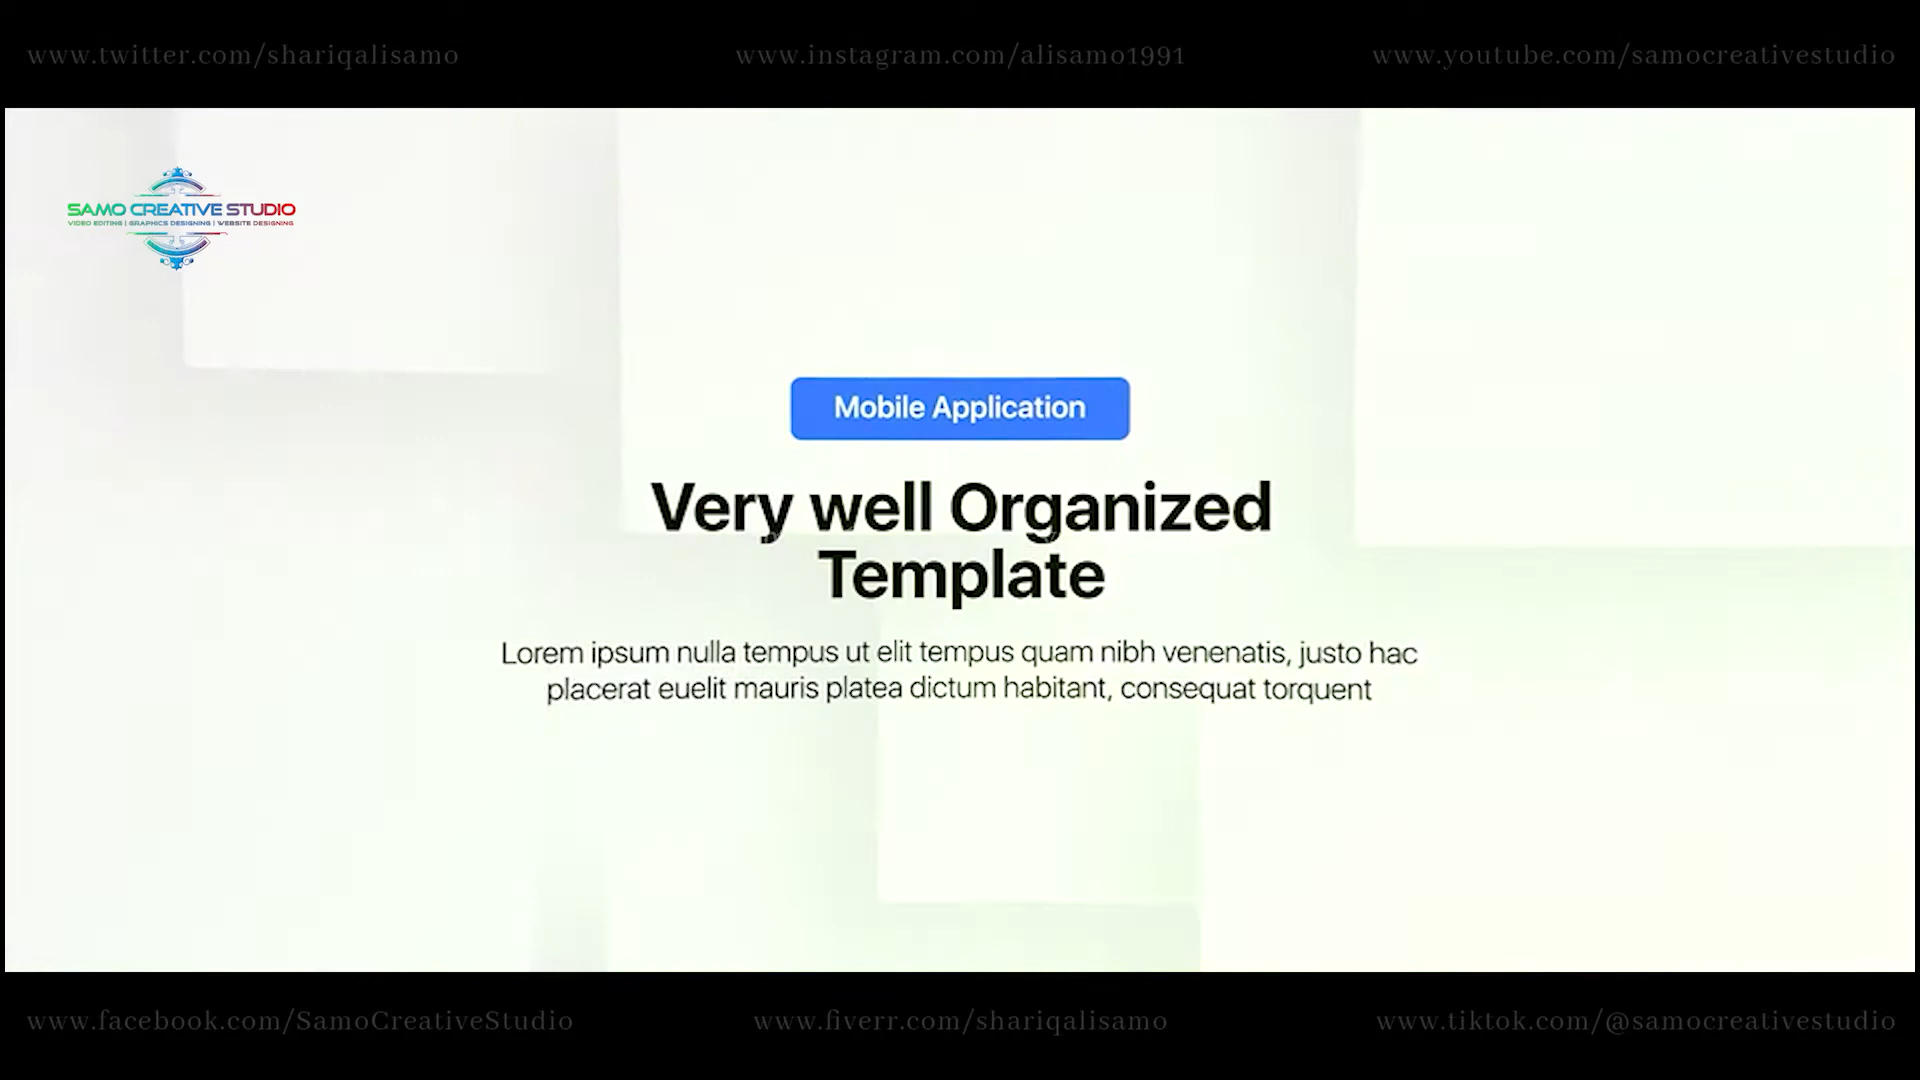 www.twitter.com/shariqalisamo
www.instagram.com/alisamo1991
www.youtube.com/samocreativestudio
SAMO CREATIVE STUDIO
VIDEO EDITING | GRAPHICS DESIGNING | WEBSITE DESIGNING
Mobile Application
Very well Organized
Template
Lorem ipsum nulla tempus ut elit tempus quam nibh venenatis, justo hac
placerat euelit mauris platea dictum habitant, consequat torquent
www.facebook.com/SamoCreativeStudio
www.fiverr.com/shariqalisamo
www.tiktok.com/@samocreativestudio